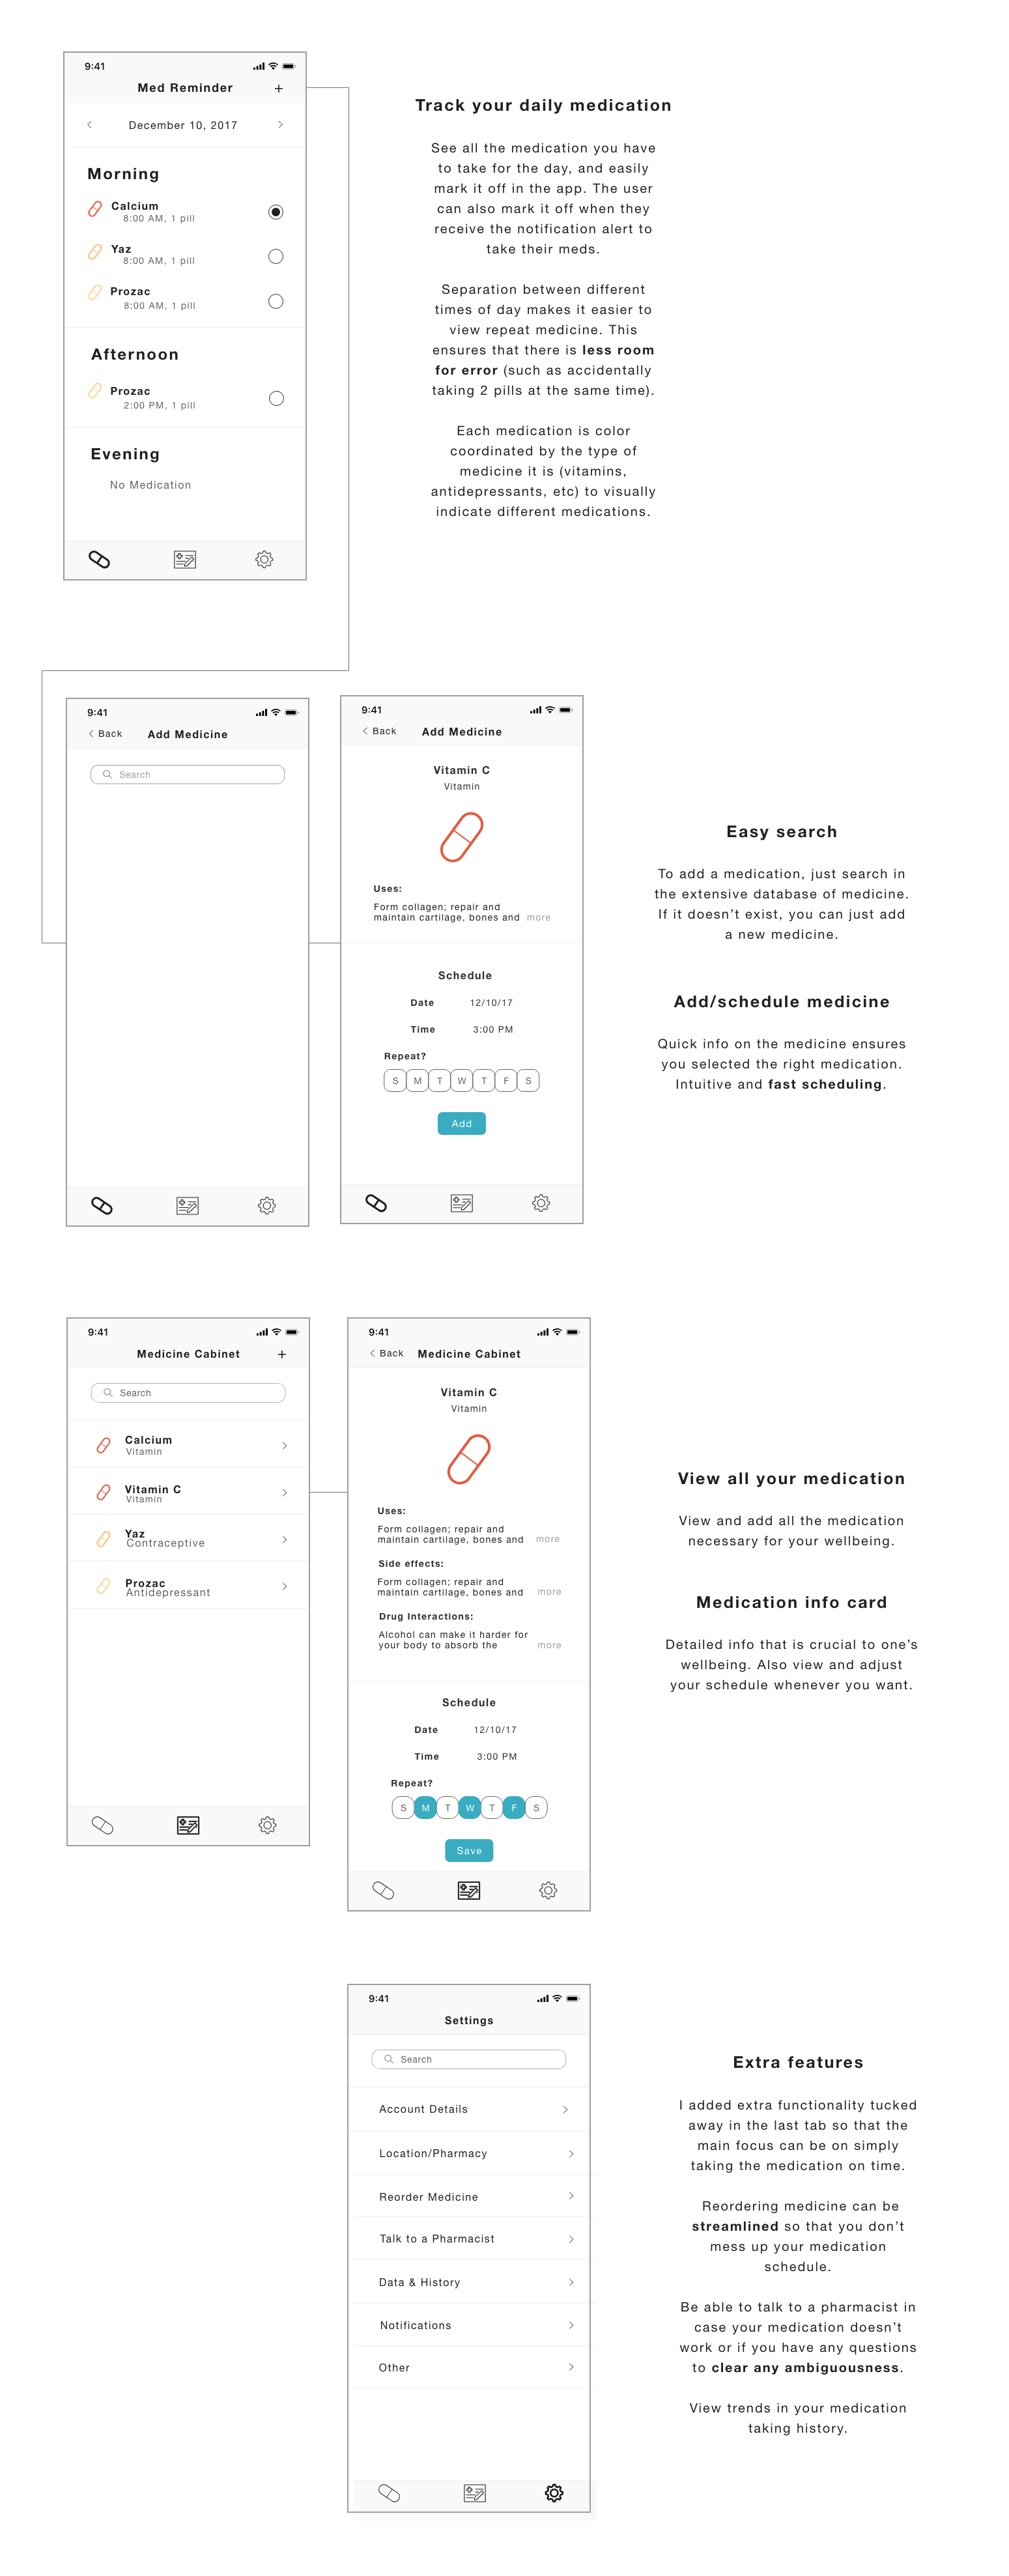 9:41
Med Reminder +
December 10, 2017
Morning
Calcium
8:00 AM, 1 pill
Yaz
8:00 AM, 1 pill
Prozac
8:00 AM, 1 pill
Afternoon
Prozac
2:00 PM, 1 pill
Evening
No Medication
Track your daily medication
See all the medication you have
to take for the day, and easily
mark it off in the app. The user
can also mark it off when they
receive the notification alert to
take their meds.
Separation between different
times of day makes it easier to
view repeat medicine. This
ensures that there is less room
for error (such as accidentally
taking 2 pills at the same time).
Each medication is color
coordinated by the type of
medicine it is (vitamins,
antidepressants, etc) to visually
indicate different medications.
9:41
Back Add Medicine
Search
9:41
Back Add Medicine
Vitamin C
Vitamin
Uses:
Form collagen; repair and
maintain cartilage, bones and more
Schedule
Date 12/10/17
Time 3:00 PM
Repeat?
S M T W T F S
Add
Easy search
To add a medication, just search in
the extensive database of medicine.
If it doesn't exist, you can just add
a new medicine.
Add/schedule medicine
Quick info on the medicine ensures
you selected the right medication.
Intuitive and fast scheduling.
9:41
Medicine Cabinet +
Search
Calcium
Vitamin
Vitamin C
Vitamin
Yaz
Contraceptive
Prozac
Antidepressant
9:41
Back Medicine Cabinet
Vitamin C
Vitamin
Uses:
Form collagen; repair and
maintain cartilage, bones and more
Side effects:
Form collagen; repair and
maintain cartilage, bones and more
Drug Interactions:
Alcohol can make it harder for
your body to absorb the more
Schedule
Date 12/10/17
Time 3:00 PM
Repeat?
S M T W T F S
Save
View all your medication
View and add all the medication
necessary for your wellbeing.
Medication info card
Detailed info that is crucial to one's
wellbeing. Also view and adjust
your schedule whenever you want.
9:41
Settings
Search
Account Details
Location/Pharmacy
Reorder Medicine
Talk to a Pharmacist
Data & History
Notifications
Other
Extra features
I added extra functionality tucked
away in the last tab so that the
main focus can be on simply
taking the medication on time.
Reordering medicine can be
streamlined so that you don't
mess up your medication
schedule.
Be able to talk to a pharmacist in
case your medication doesn't
work or if you have any questions
to clear any ambiguousness.
View trends in your medication
taking history.